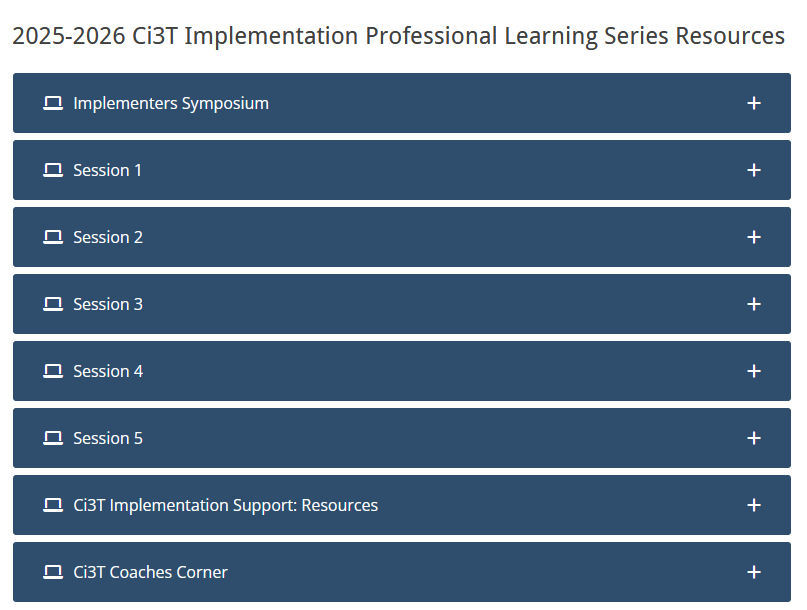 2025-2026 Ci3T Implementation Professional Learning Series Resources
Implementers Symposium
Session 1
Session 2
Session 3
Session 4
Session 5
Ci3T Implementation Support: Resources
Ci3T Coaches Corner